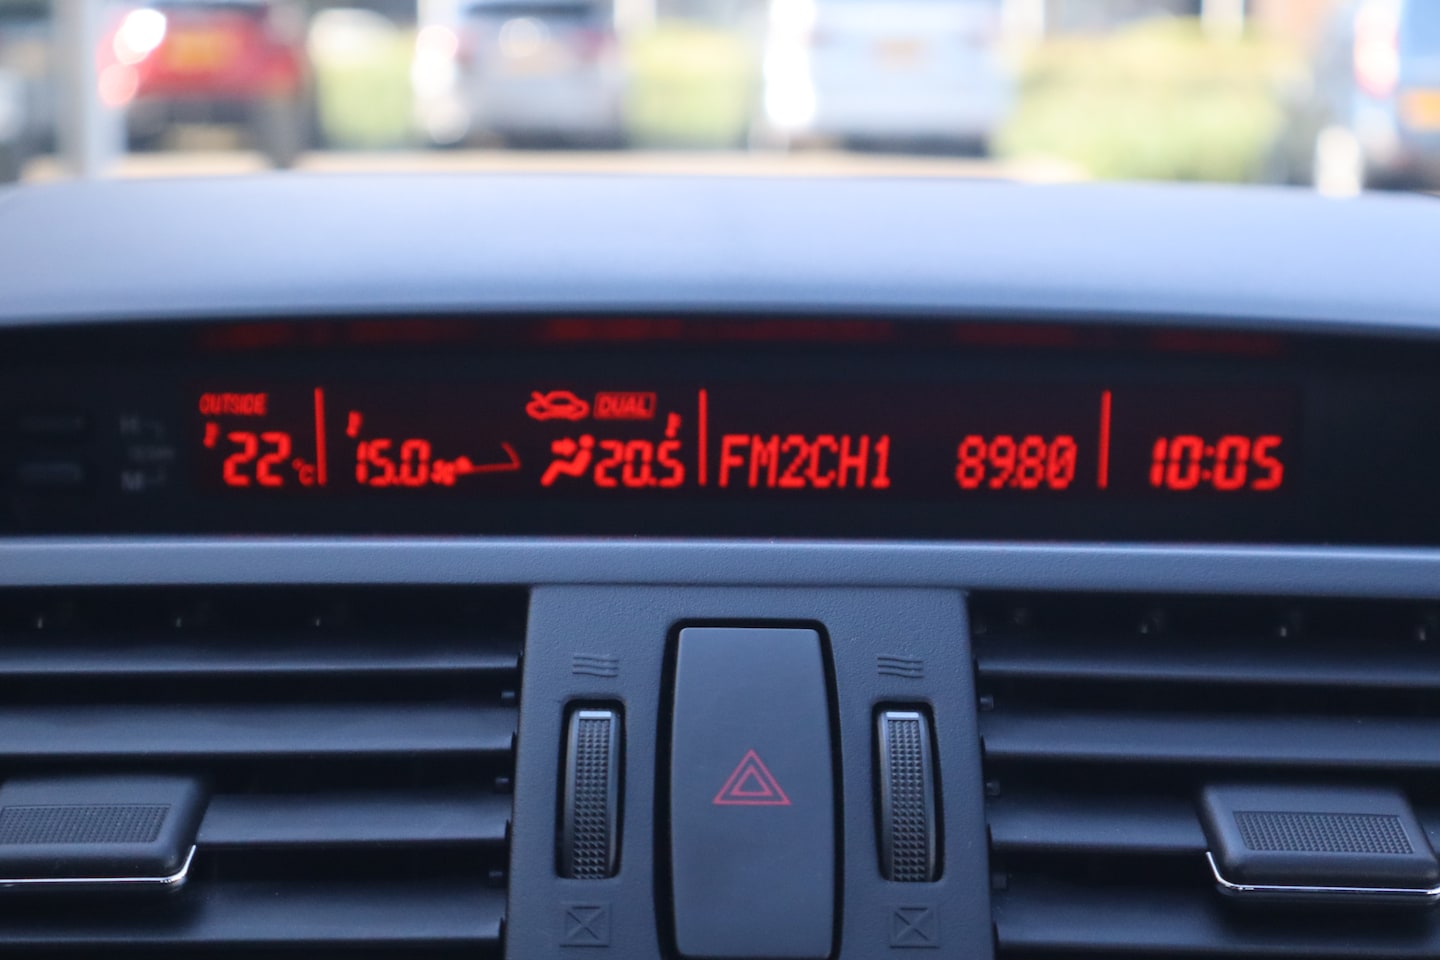 OUTSIDE DUAL
22°C 15.0 20.5 FM2CH1 89.80 10:05